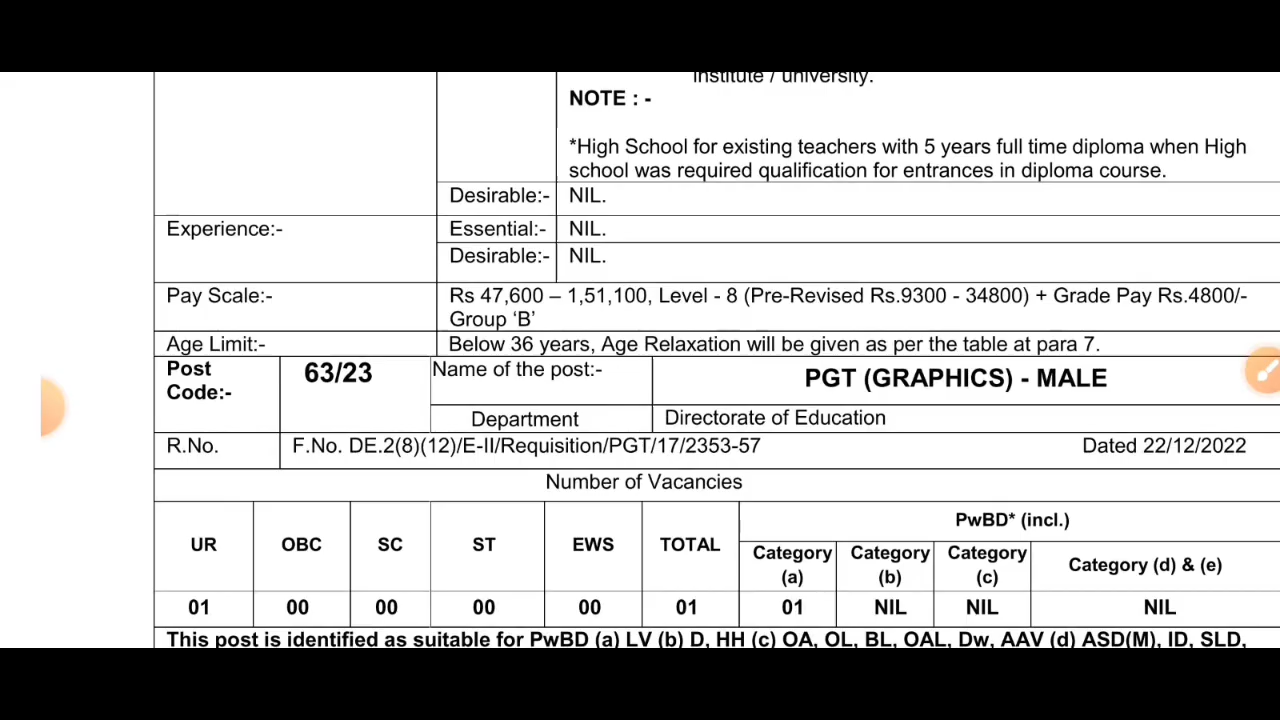 institute / university.
NOTE : -
*High School for existing teachers with 5 years full time diploma when High
school was required qualification for entrances in diploma course.
Desirable:- NIL.
Experience:- Essential:- NIL.
Desirable:- NIL.
Pay Scale:- Rs 47,600 – 1,51,100, Level - 8 (Pre-Revised Rs.9300 - 34800) + Grade Pay Rs.4800/-
Group ‘B’
Age Limit:- Below 36 years, Age Relaxation will be given as per the table at para 7.
Post
Code:-
63/23
Name of the post:-
PGT (GRAPHICS) - MALE
Department
Directorate of Education
R.No. F.No. DE.2(8)(12)/E-II/Requisition/PGT/17/2353-57 Dated 22/12/2022
Number of Vacancies
UR OBC SC ST EWS TOTAL
PwBD* (incl.)
Category
(a)
Category
(b)
Category
(c)
Category (d) & (e)
01 00 00 00 00 01 01 NIL NIL NIL
This post is identified as suitable for PwBD (a) LV (b) D, HH (c) OA, OL, BL, OAL, Dw, AAV (d) ASD(M), ID, SLD,